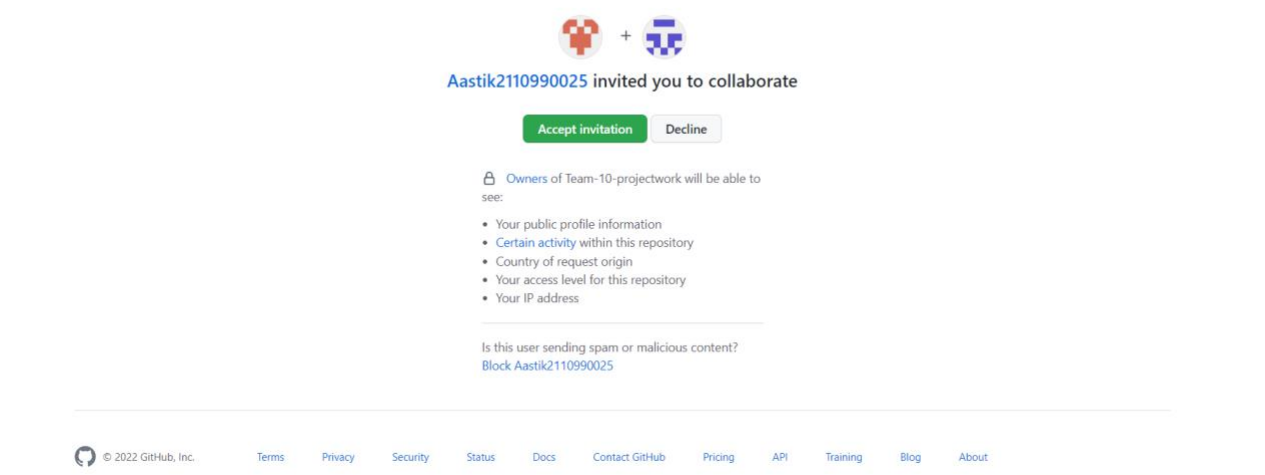 +
Aastik2110990025 invited you to collaborate
Accept invitation Decline
Owners of Team-10-projectwork will be able to
see:
• Your public profile information
• Certain activity within this repository
• Country of request origin
• Your access level for this repository
• Your IP address
Is this user sending spam or malicious content?
Block Aastik2110990025
© 2022 GitHub, Inc. Terms Privacy Security Status Docs Contact GitHub Pricing API Training Blog About